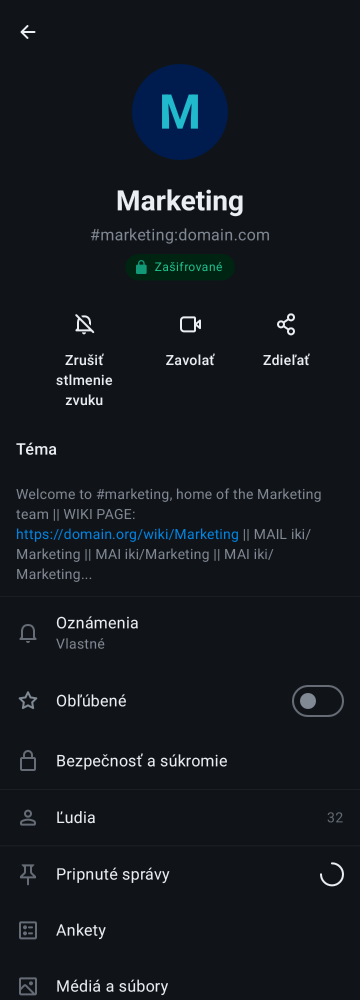 M
Marketing
#marketing:domain.com
Zašifrované
Zrušiť
stlmenie
zvuku
Zavolať
Zdieľať
Téma
Welcome to #marketing, home of the Marketing
team || WIKI PAGE:
https://domain.org/wiki/Marketing || MAIL iki/
Marketing || MAI iki/Marketing || MAI iki/
Marketing...
Oznámenia
Vlastné
Obľúbené
Bezpečnosť a súkromie
Ľudia
32
Pripnuté správy
Ankety
Médiá a súbory